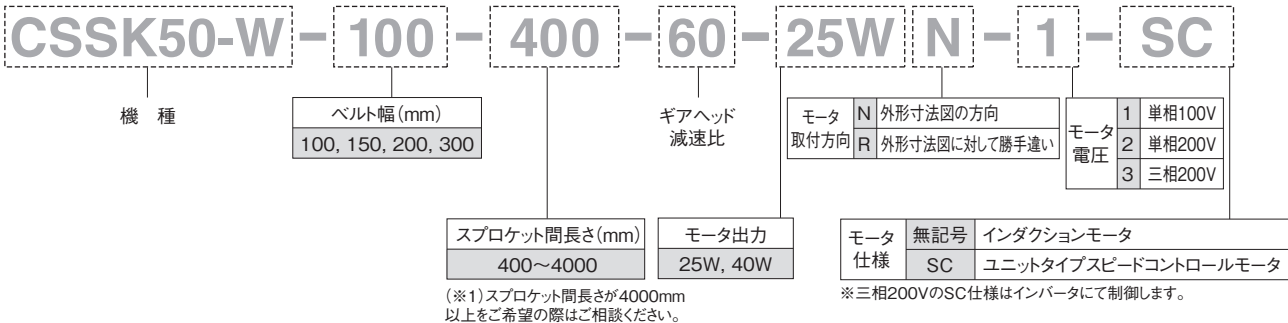 CSSK50-W - 100 - 400 - 60 - 25W N - 1 - SC
機 種
ベルト幅(mm)
100, 150, 200, 300
スプロケット間長さ(mm)
400〜4000
(※1)スプロケット間長さが4000mm
以上をご希望の際はご相談ください。
ギアヘッド
減速比
モータ出力
25W, 40W
モータ
取付方向
N 外形寸法図の方向
R 外形寸法図に対して勝手違い
モータ
電圧
1 単相100V
2 単相200V
3 三相200V
モータ
仕様
無記号 インダクションモータ
SC ユニットタイプスピードコントロールモータ
※三相200VのSC仕様はインバータにて制御します。